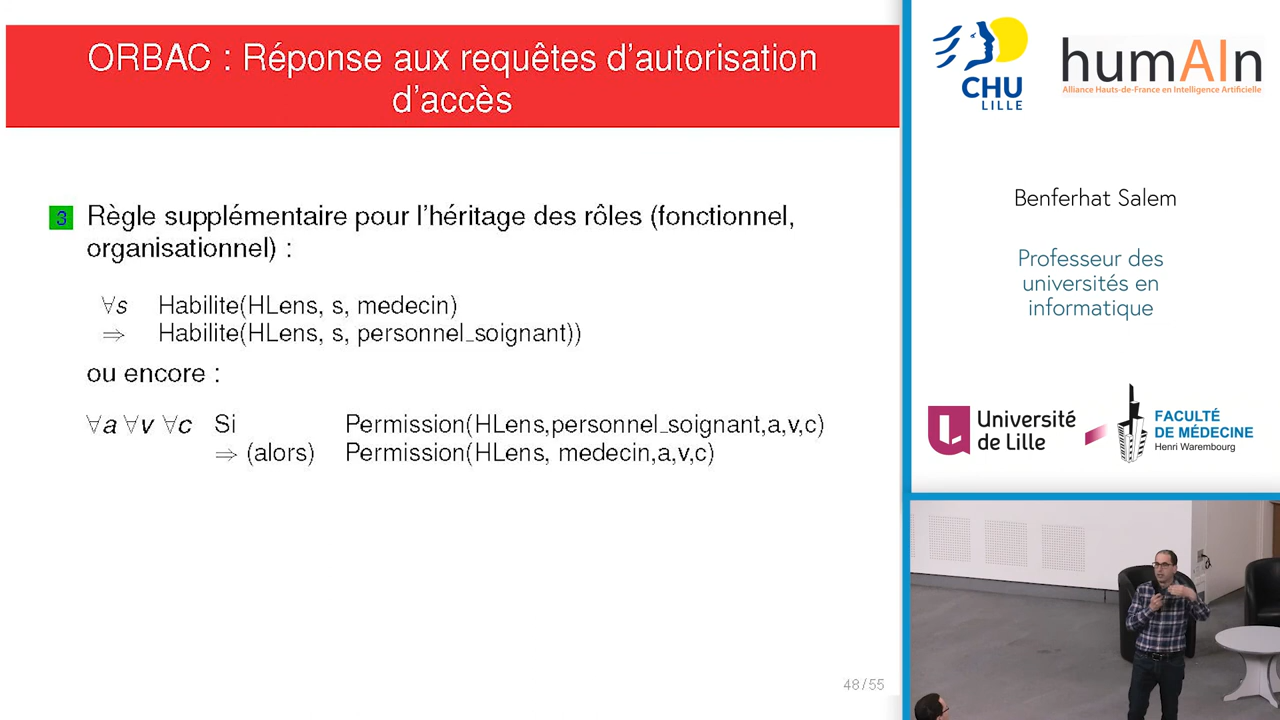 ORBAC : Réponse aux requêtes d'autorisation
d'accès
3 Règle supplémentaire pour l'héritage des rôles (fonctionnel,
organisationnel) :
∀s Habilite(HLens, s, medecin)
⇒ Habilite(HLens, s, personnel_soignant))
ou encore :
∀a ∀v ∀c Si Permission(HLens,personnel_soignant,a,v,c)
⇒ (alors) Permission(HLens, medecin,a,v,c)
48/55
CHU
LILLE
humAIn
Alliance Hauts-de-France en Intelligence Artificielle
Benferhat Salem
Professeur des
universités en
informatique
Université
de Lille
FACULTÉ
DE MÉDECINE
Henri Warembourg